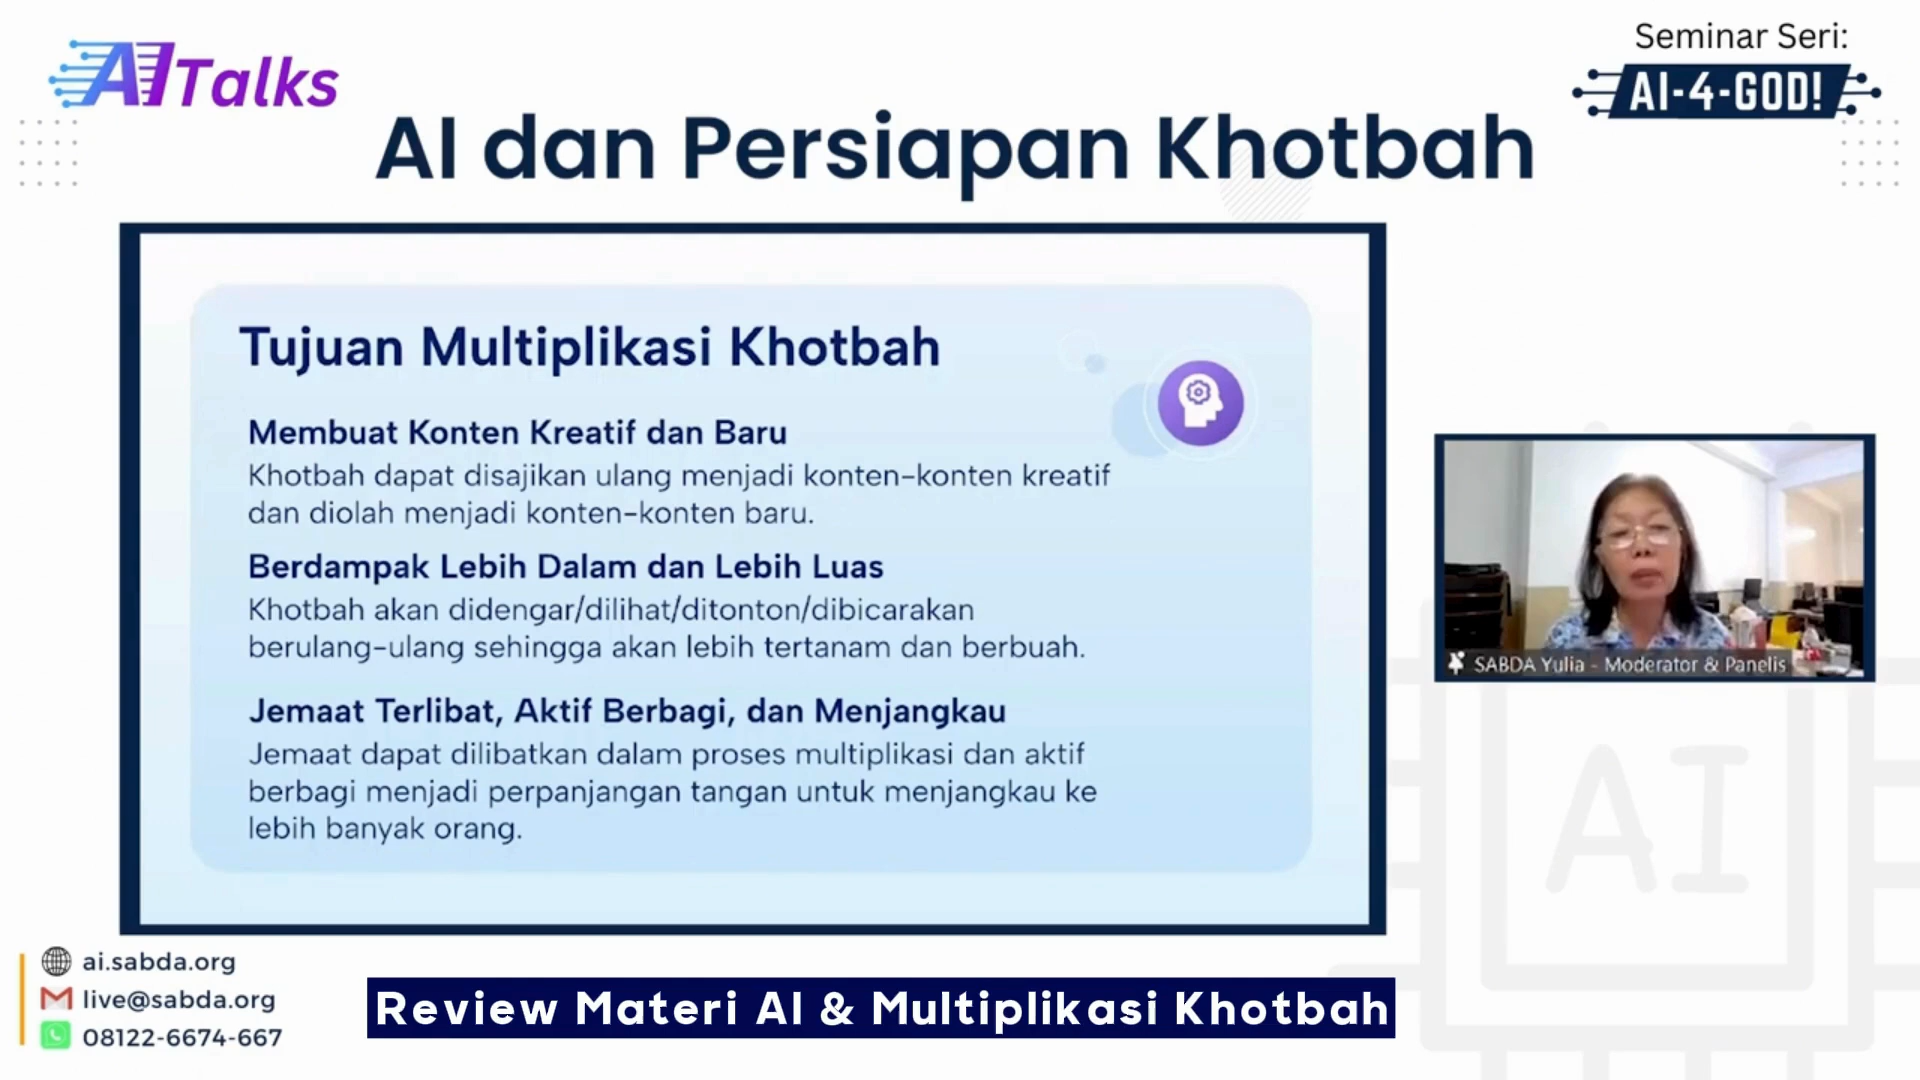 AI Talks
Seminar Seri:
AI-4-GOD!
AI dan Persiapan Khotbah
Tujuan Multiplikasi Khotbah
Membuat Konten Kreatif dan Baru
Khotbah dapat disajikan ulang menjadi konten-konten kreatif
dan diolah menjadi konten-konten baru.
Berdampak Lebih Dalam dan Lebih Luas
Khotbah akan didengar/dilihat/ditonton/dibicarakan
berulang-ulang sehingga akan lebih tertanam dan berbuah.
Jemaat Terlibat, Aktif Berbagi, dan Menjangkau
Jemaat dapat dilibatkan dalam proses multiplikasi dan aktif
berbagi menjadi perpanjangan tangan untuk menjangkau ke
lebih banyak orang.
SABDA Yulia - Moderator & Panelis
AI
ai.sabda.org
live@sabda.org
08122-6674-667
Review Materi AI & Multiplikasi Khotbah